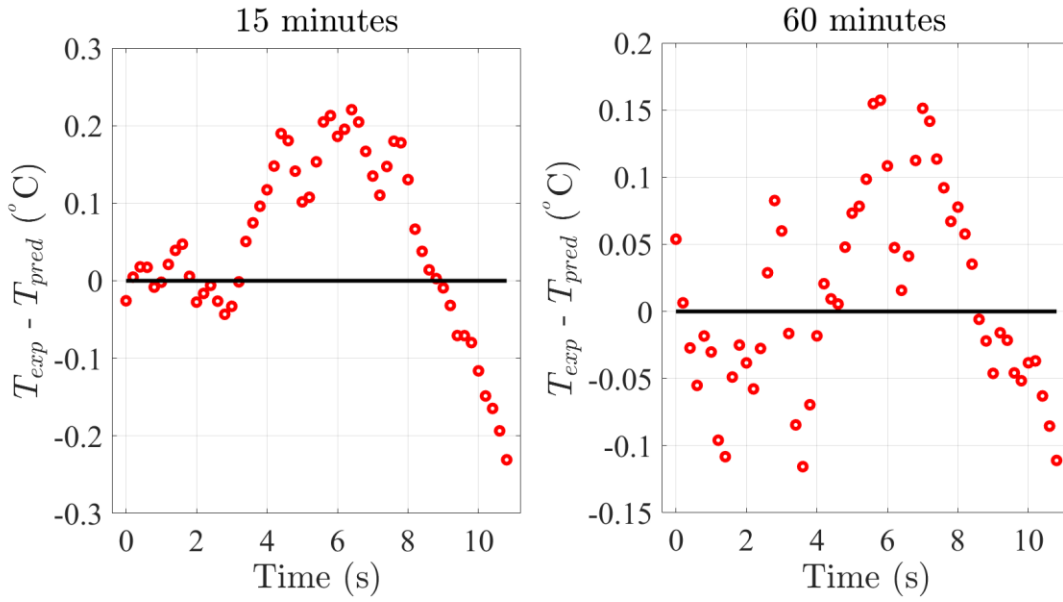 15 minutes
T_exp - T_pred (°C)
0.3
0.2
0.1
0
-0.1
-0.2
-0.3
0 2 4 6 8 10
Time (s)
60 minutes
T_exp - T_pred (°C)
0.2
0.15
0.1
0.05
0
-0.05
-0.1
-0.15
0 2 4 6 8 10
Time (s)